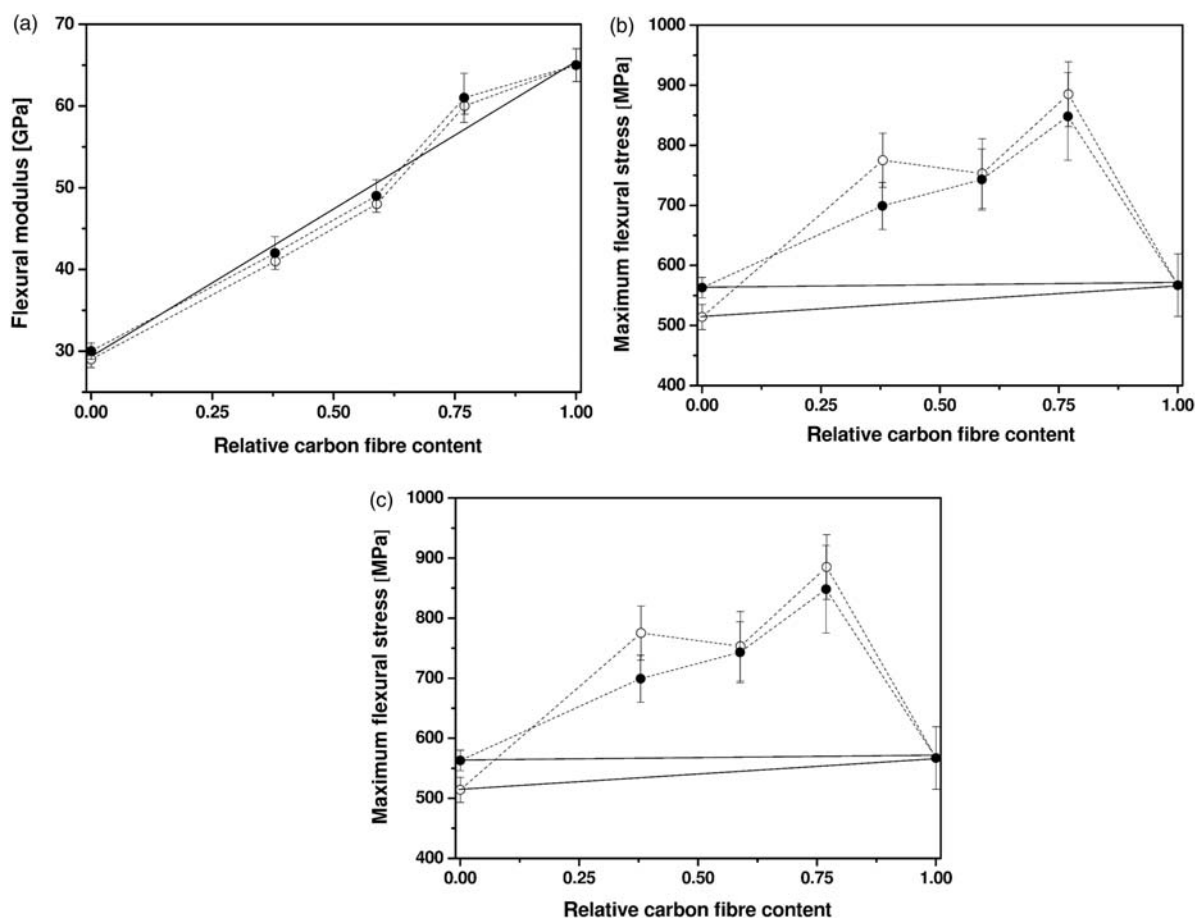 (a)
70
60
50
40
30
Flexural modulus [GPa]
0.00 0.25 0.50 0.75 1.00
Relative carbon fibre content
(b)
1000
900
800
700
600
500
400
Maximum flexural stress [MPa]
0.00 0.25 0.50 0.75 1.00
Relative carbon fibre content
(c)
1000
900
800
700
600
500
400
Maximum flexural stress [MPa]
0.00 0.25 0.50 0.75 1.00
Relative carbon fibre content